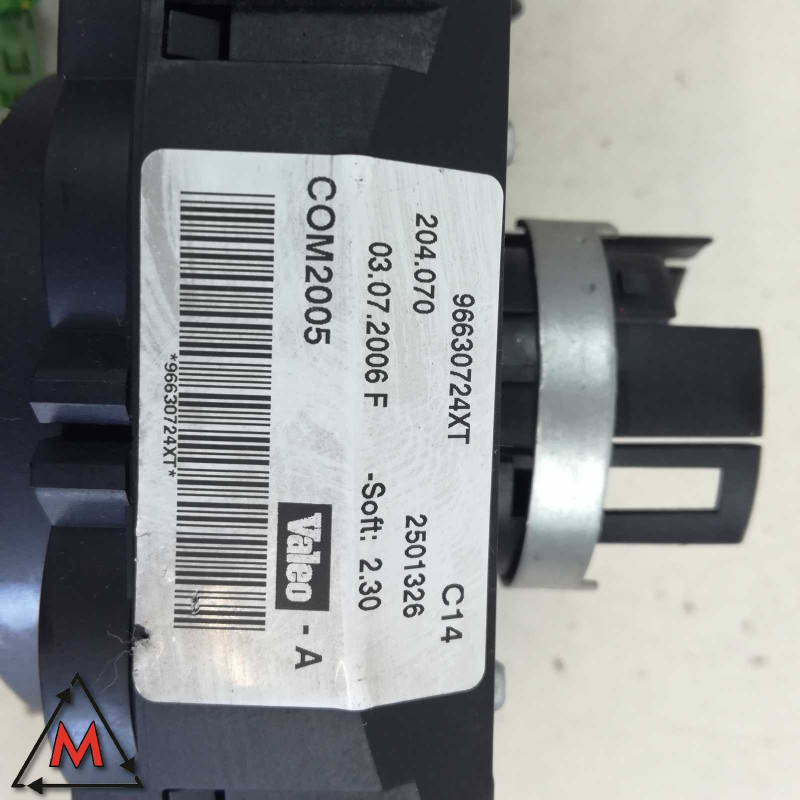 96630724XT C14
204.070 2501326
03.07.2006 F -Soft: 2.30
COM2005 Valeo - A
*96630724XT*
M